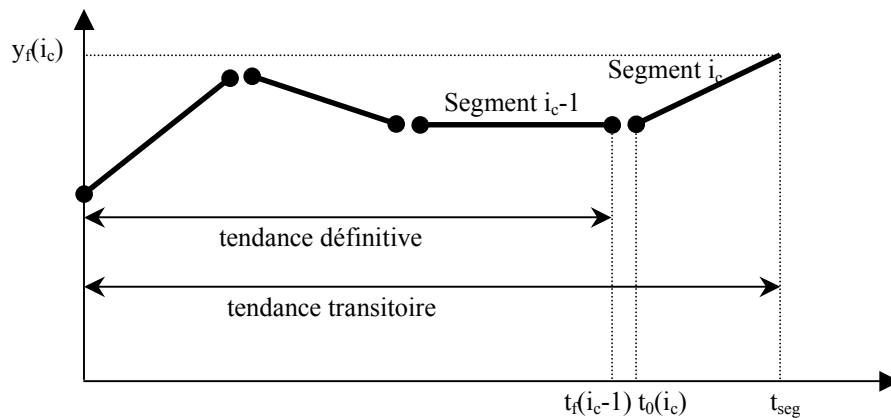 y_f(i_c)
Segment i_c
Segment i_c-1
tendance définitive
tendance transitoire
t_f(i_c-1) t_0(i_c) t_seg